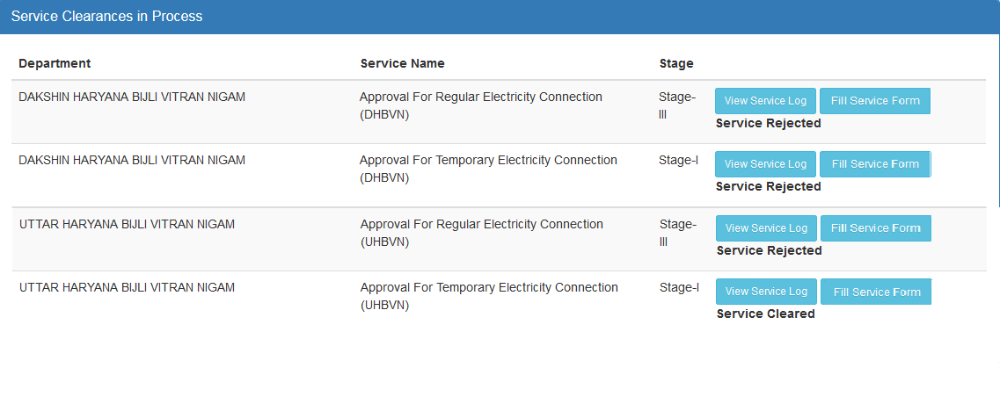 Service Clearances in Process
Department Service Name Stage
DAKSHIN HARYANA BIJLI VITRAN NIGAM Approval For Regular Electricity Connection Stage- View Service Log Fill Service Form
(DHBVN) III Service Rejected
DAKSHIN HARYANA BIJLI VITRAN NIGAM Approval For Temporary Electricity Connection Stage-I View Service Log Fill Service Form
(DHBVN) Service Rejected
UTTAR HARYANA BIJLI VITRAN NIGAM Approval For Regular Electricity Connection Stage- View Service Log Fill Service Form
(UHBVN) III Service Rejected
UTTAR HARYANA BIJLI VITRAN NIGAM Approval For Temporary Electricity Connection Stage-I View Service Log Fill Service Form
(UHBVN) Service Cleared